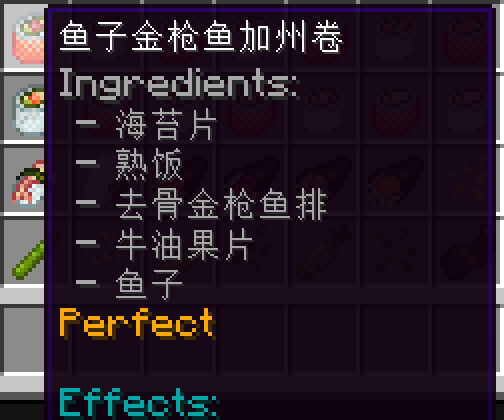 鱼子金枪鱼加州卷
Ingredients:
- 海苔片
- 熟饭
- 去骨金枪鱼排
- 牛油果片
- 鱼子
Perfect
Effects: